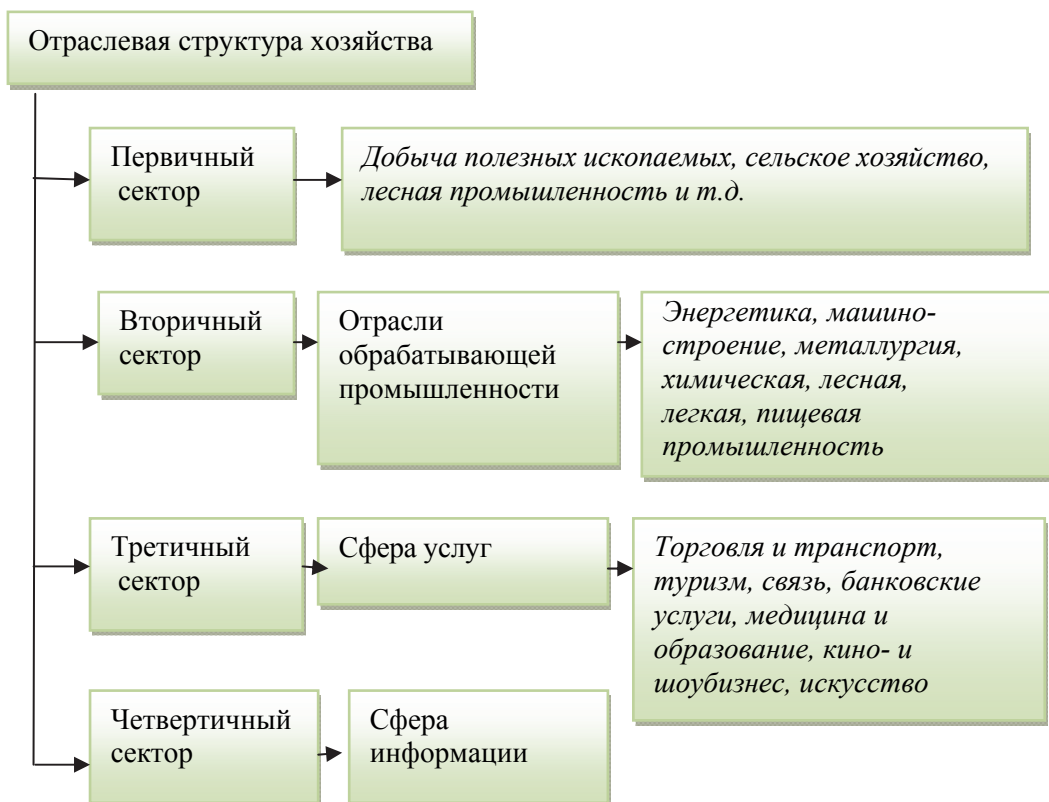 Отраслевая структура хозяйства
Первичный
сектор
Добыча полезных ископаемых, сельское хозяйство,
лесная промышленность и т.д.
Вторичный
сектор
Отрасли
обрабатывающей
промышленности
Энергетика, машино-
строение, металлургия,
химическая, лесная,
легкая, пищевая
промышленность
Третичный
сектор
Сфера услуг
Торговля и транспорт,
туризм, связь, банковские
услуги, медицина и
образование, кино- и
шоубизнес, искусство
Четвертичный
сектор
Сфера
информации